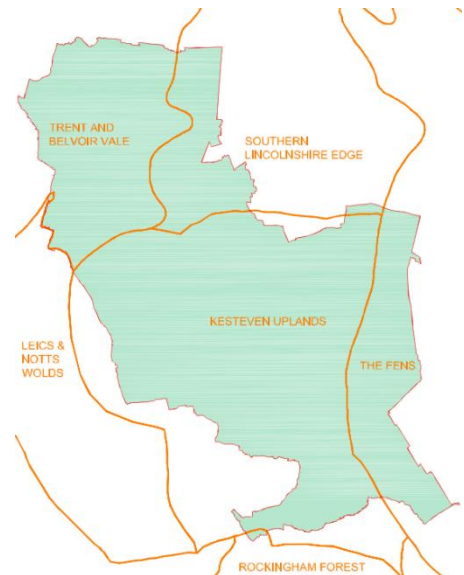 TRENT AND
BELVOIR VALE
SOUTHERN
LINCOLNSHIRE EDGE
KESTEVEN UPLANDS
LEICS &
NOTTS
WOLDS
THE FENS
ROCKINGHAM FOREST